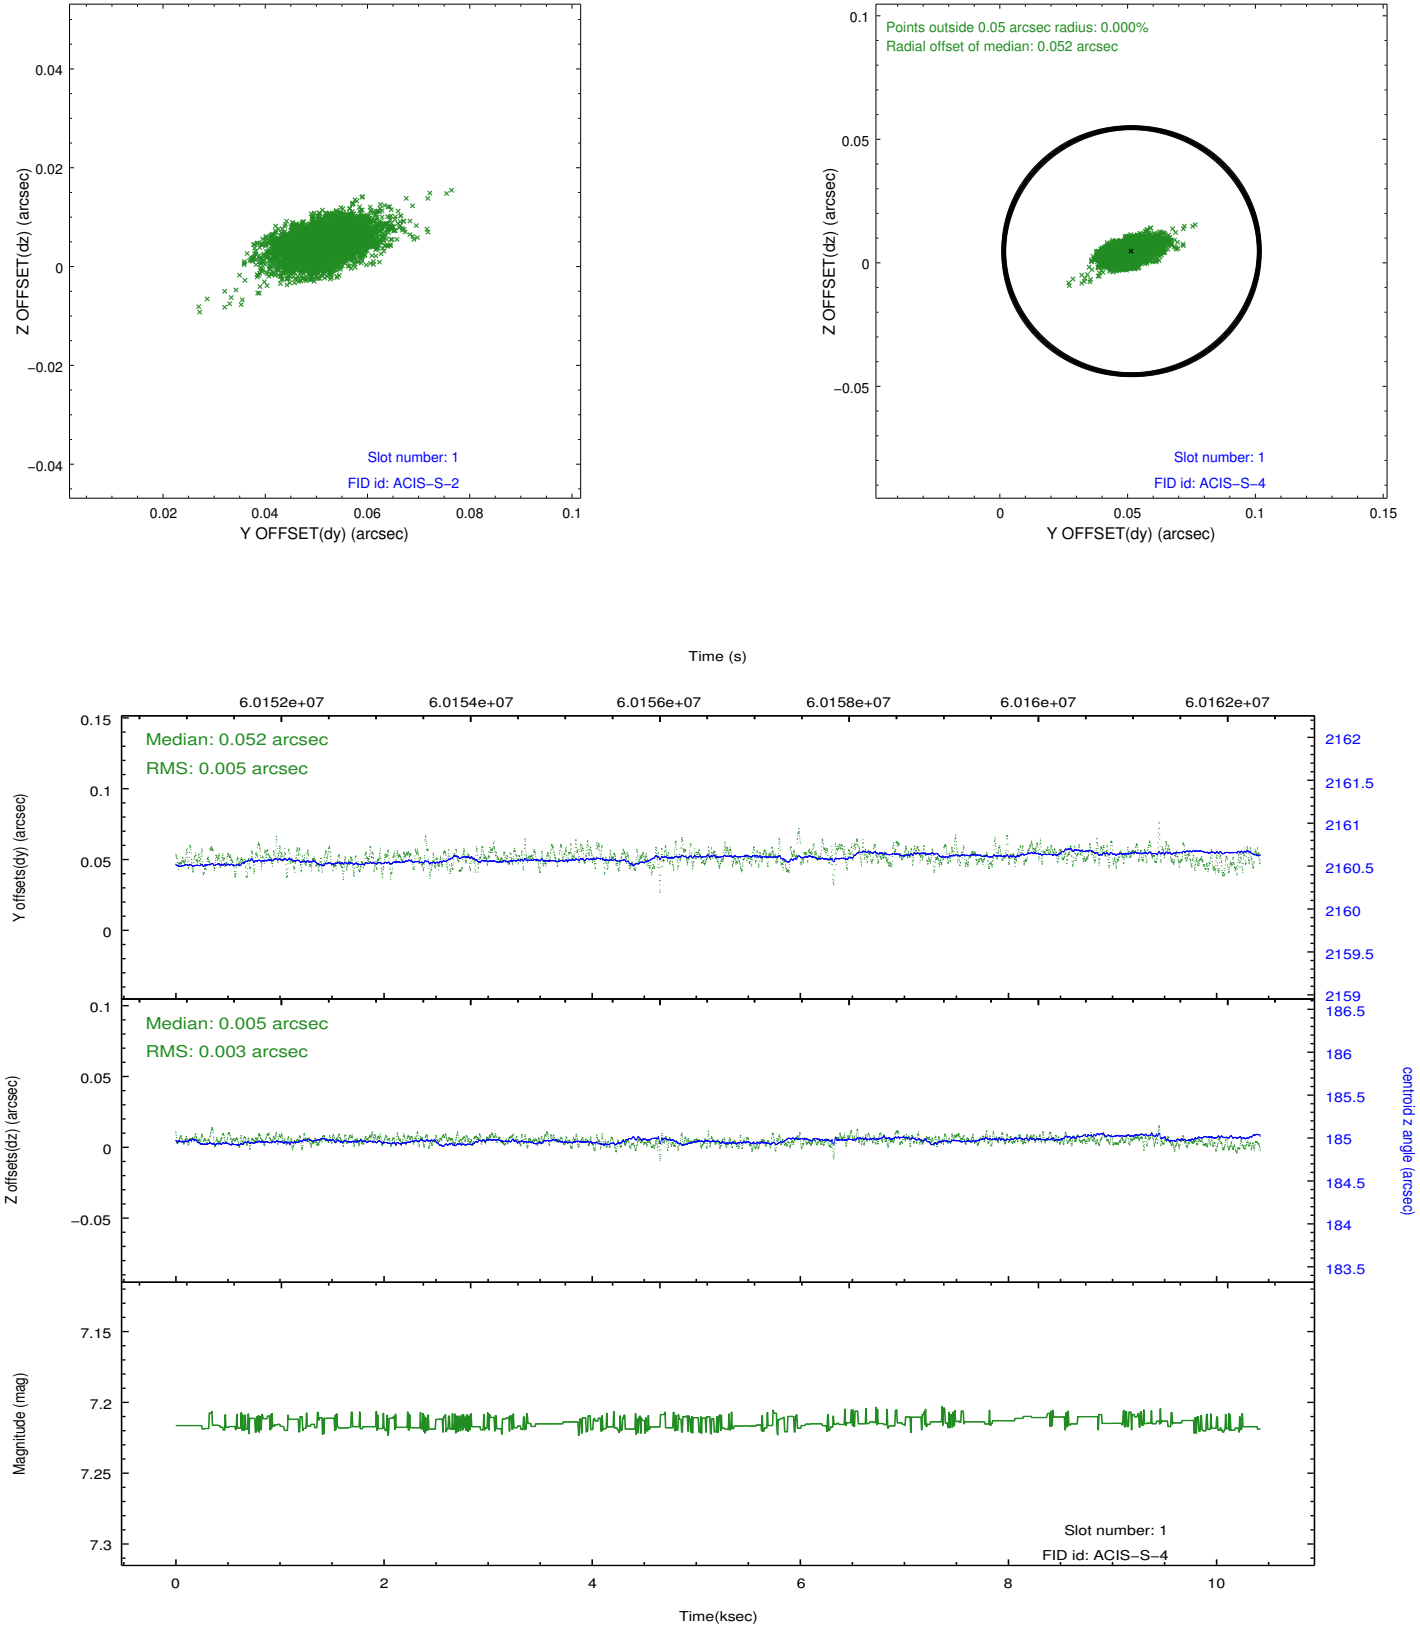 0.04
0.02
0
−0.02
−0.04
Z OFFSET(dz) (arcsec)
Slot number: 1
FID id: ACIS−S−2
0.02
0.04
0.06
0.08
0.1
Y OFFSET(dy) (arcsec)
0.1
0.05
0
−0.05
Z OFFSET(dz) (arcsec)
Points outside 0.05 arcsec radius: 0.000%
Radial offset of median: 0.052 arcsec
Slot number: 1
FID id: ACIS−S−4
0
0.05
0.1
0.15
Y OFFSET(dy) (arcsec)
Time (s)
6.0152e+07
6.0154e+07
6.0156e+07
6.0158e+07
6.016e+07
6.0162e+07
0.15
0.1
0.05
0
Y offsets(dy) (arcsec)
Median: 0.052 arcsec
RMS: 0.005 arcsec
2162
2161.5
2161
2160.5
2160
2159.5
2159
0.1
0.05
0
−0.05
Z offsets(dz) (arcsec)
Median: 0.005 arcsec
RMS: 0.003 arcsec
186.5
186
185.5
185
184.5
184
183.5
centroid z angle (arcsec)
7.15
7.2
7.25
7.3
Magnitude (mag)
Slot number: 1
FID id: ACIS−S−4
0
2
4
6
8
10
Time(ksec)